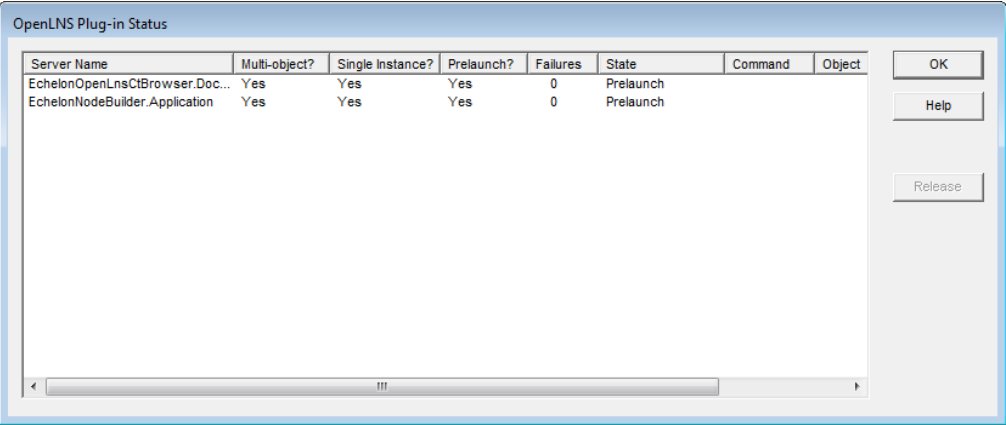 OpenLNS Plug-in Status
Server Name Multi-object? Single Instance? Prelaunch? Failures State Command Object
EchelonOpenLnsCtBrowser.Doc... Yes Yes Yes 0 Prelaunch
EchelonNodeBuilder.Application Yes Yes Yes 0 Prelaunch
OK
Help
Release